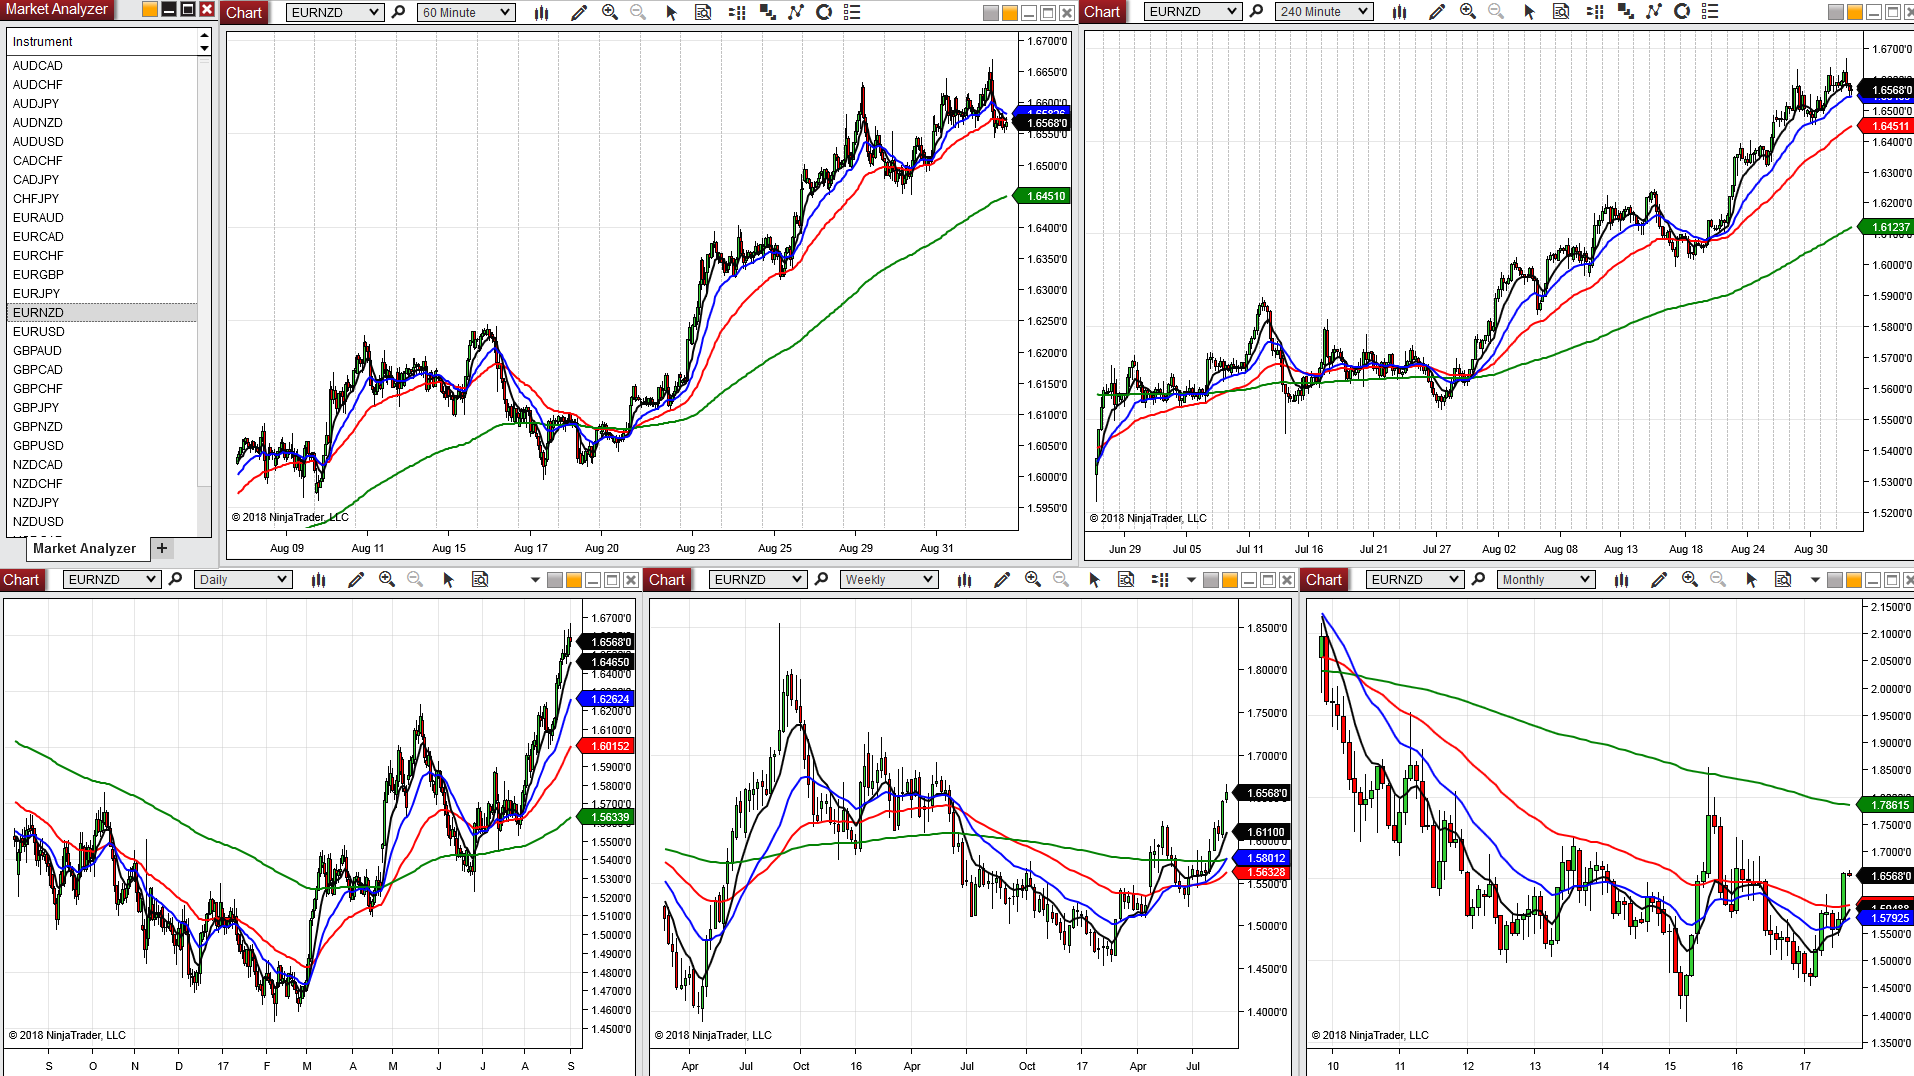 Market Analyzer
Instrument
AUDCAD
AUDCHF
AUDJPY
AUDNZD
AUDUSD
CADCHF
CADJPY
CHFJPY
EURAUD
EURCAD
EURCHF
EURGBP
EURJPY
EURNZD
EURUSD
GBPAUD
GBPCAD
GBPCHF
GBPJPY
GBPNZD
GBPUSD
NZDCAD
NZDCHF
NZDJPY
NZDUSD
Market Analyzer +
Chart EURNZD 60 Minute
1.6700'0
1.6650'0
1.6600'0
1.6568'0
1.6550'0
1.6500'0
1.64510
1.6400'0
1.6350'0
1.6300'0
1.6250'0
1.6200'0
1.6150'0
1.6100'0
1.6050'0
1.6000'0
1.5950'0
© 2018 NinjaTrader, LLC
Aug 09 Aug 11 Aug 15 Aug 17 Aug 20 Aug 23 Aug 25 Aug 29 Aug 31
Chart EURNZD 240 Minute
1.6700'0
1.6568'0
1.6500'0
1.64511
1.6400'0
1.6300'0
1.6200'0
1.61237
1.6100'0
1.6000'0
1.5900'0
1.5800'0
1.5700'0
1.5600'0
1.5500'0
1.5400'0
1.5300'0
1.5200'0
© 2018 NinjaTrader, LLC
Jun 29 Jul 05 Jul 11 Jul 16 Jul 21 Jul 27 Aug 02 Aug 08 Aug 13 Aug 18 Aug 24 Aug 30
Chart EURNZD Daily
1.6700'0
1.6568'0
1.64650
1.6400'0
1.62624
1.6200'0
1.6100'0
1.60152
1.5900'0
1.5800'0
1.5700'0
1.56339
1.5500'0
1.5400'0
1.5300'0
1.5200'0
1.5100'0
1.5000'0
1.4900'0
1.4800'0
1.4700'0
1.4600'0
1.4500'0
© 2018 NinjaTrader, LLC
S O N D 17 F M A M J J A S
Chart EURNZD Weekly
1.8500'0
1.8000'0
1.7500'0
1.7000'0
1.6568'0
1.61100
1.6000'0
1.58012
1.56328
1.5500'0
1.5000'0
1.4500'0
1.4000'0
© 2018 NinjaTrader, LLC
Apr Jul Oct 16 Apr Jul Oct 17 Apr Jul
Chart EURNZD Monthly
2.1500'0
2.1000'0
2.0500'0
2.0000'0
1.9500'0
1.9000'0
1.8500'0
1.78615
1.7500'0
1.7000'0
1.6568'0
1.57925
1.5500'0
1.5000'0
1.4500'0
1.4000'0
1.3500'0
© 2018 NinjaTrader, LLC
10 11 12 13 14 15 16 17